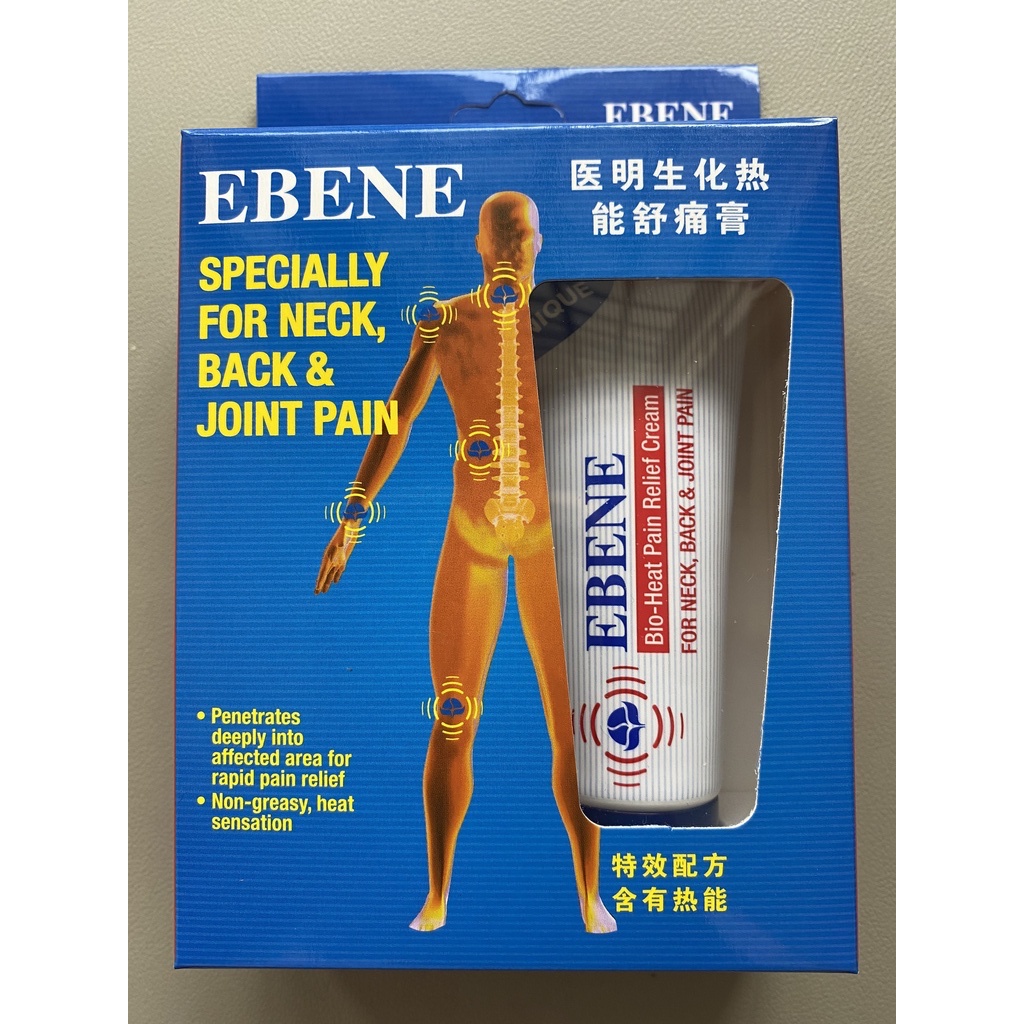 EBENE
EBENE
医明生化热
能舒痛膏
SPECIALLY
FOR NECK,
BACK &
JOINT PAIN
EBENE
Bio-Heat Pain Relief Cream
FOR NECK, BACK & JOINT PAIN
• Penetrates
deeply into
affected area for
rapid pain relief
• Non-greasy, heat
sensation
特效配方
含有热能